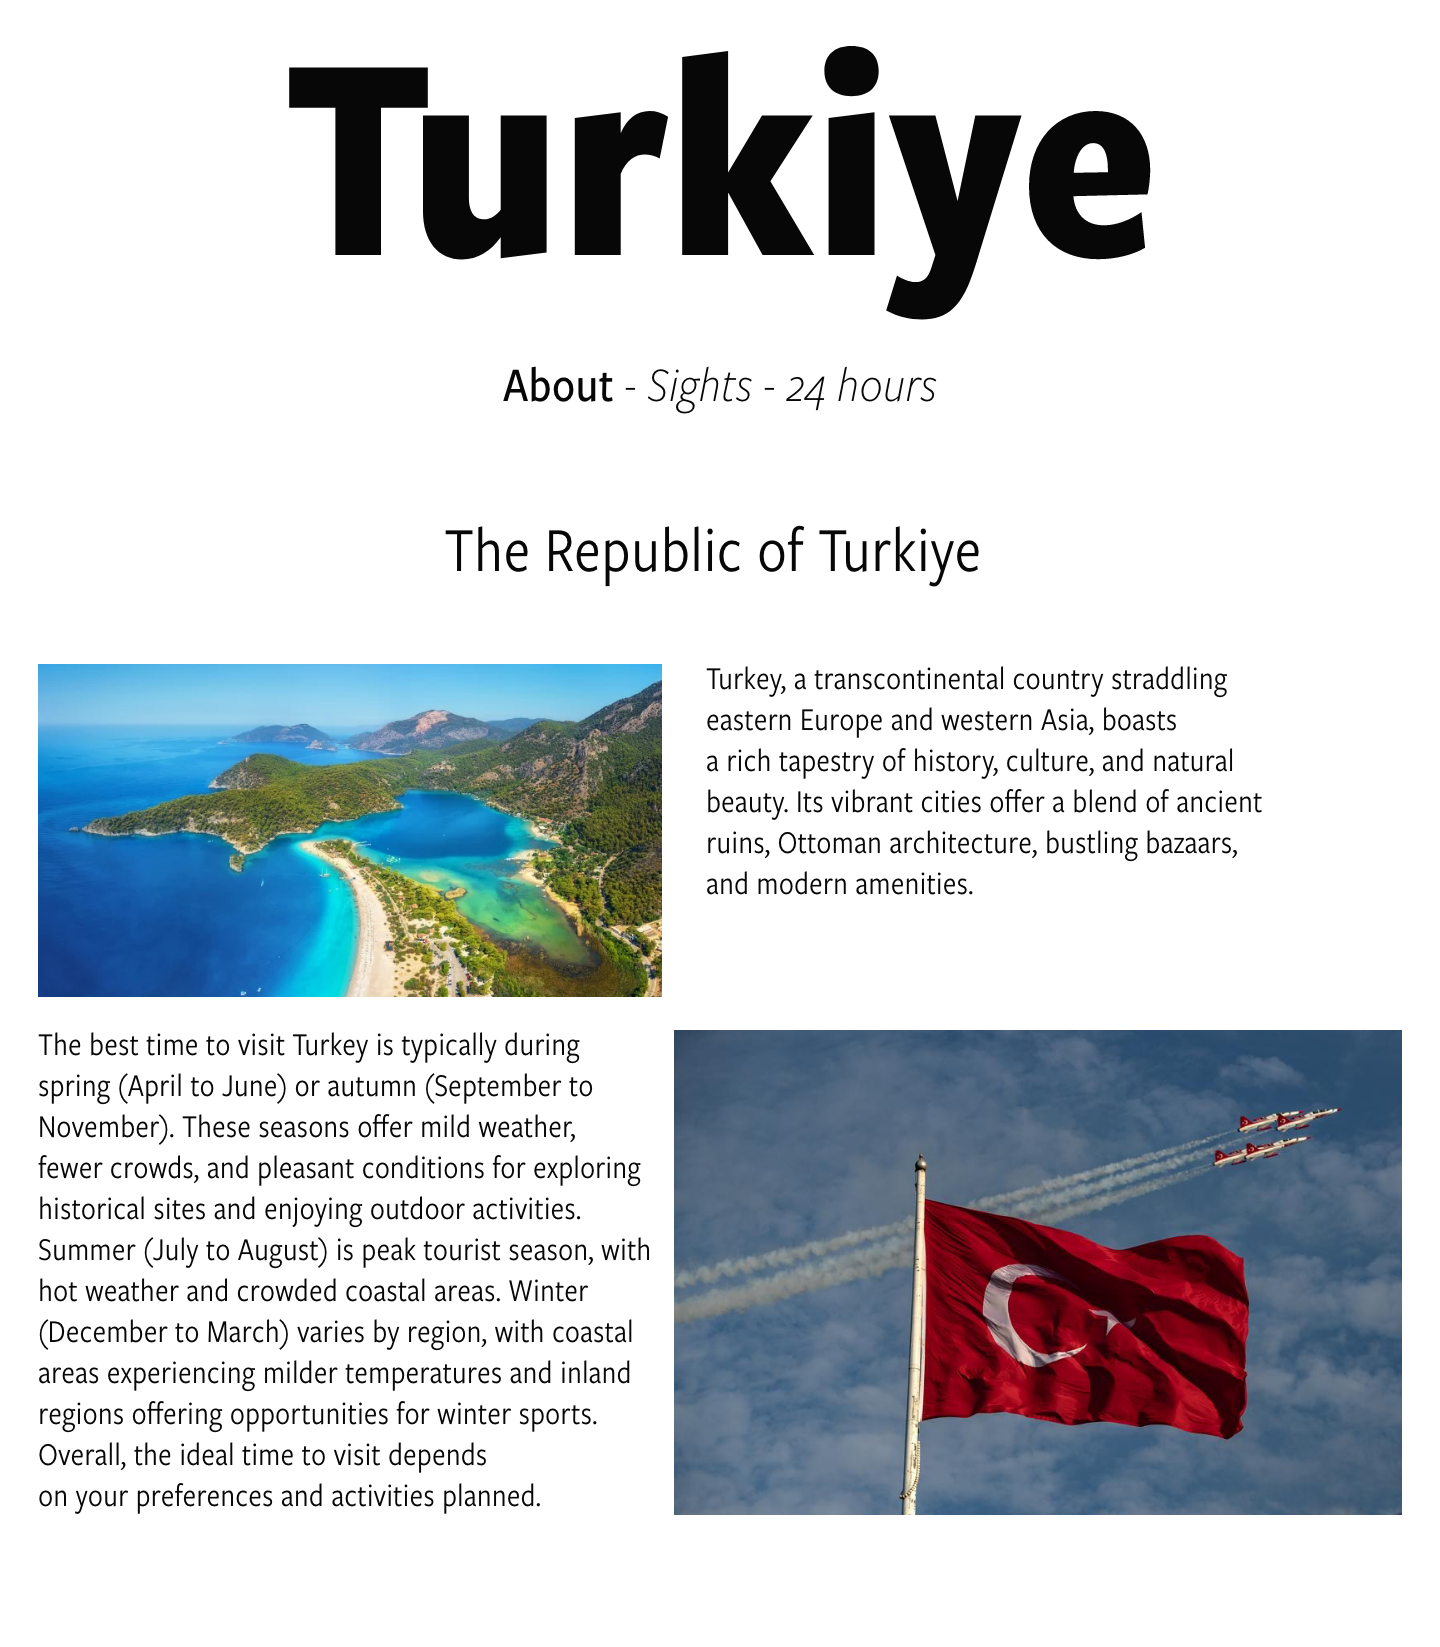 Turkiye
About - Sights - 24 hours
The Republic of Turkiye
Turkey, a transcontinental country straddling
eastern Europe and western Asia, boasts
a rich tapestry of history, culture, and natural
beauty. Its vibrant cities offer a blend of ancient
ruins, Ottoman architecture, bustling bazaars,
and modern amenities.
The best time to visit Turkey is typically during
spring (April to June) or autumn (September to
November). These seasons offer mild weather,
fewer crowds, and pleasant conditions for exploring
historical sites and enjoying outdoor activities.
Summer (July to August) is peak tourist season, with
hot weather and crowded coastal areas. Winter
(December to March) varies by region, with coastal
areas experiencing milder temperatures and inland
regions offering opportunities for winter sports.
Overall, the ideal time to visit depends
on your preferences and activities planned.